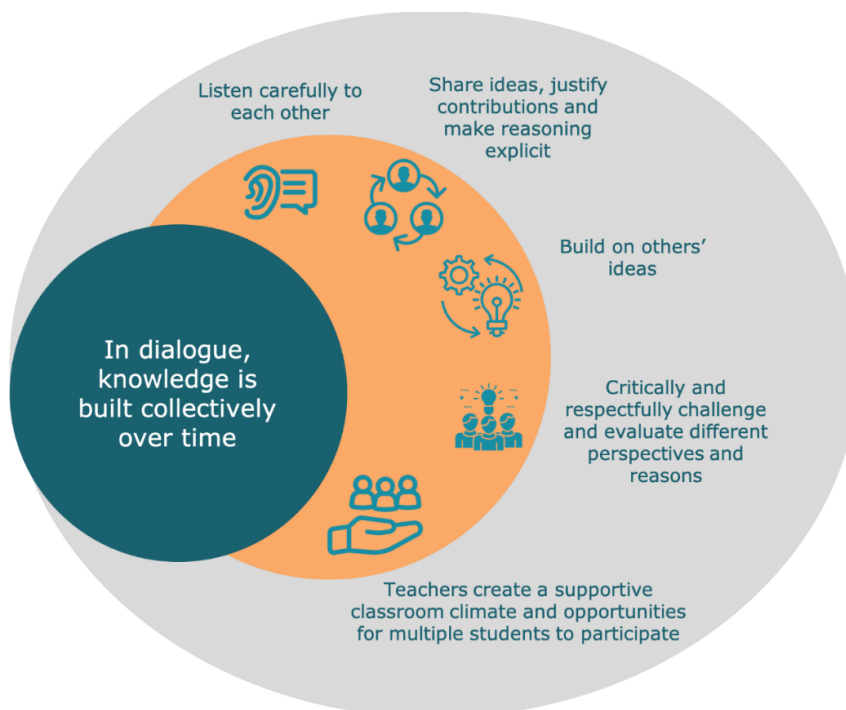 Listen carefully to
each other
Share ideas, justify
contributions and
make reasoning
explicit
Build on others’
ideas
In dialogue,
knowledge is
built collectively
over time
Critically and
respectfully challenge
and evaluate different
perspectives and
reasons
Teachers create a supportive
classroom climate and opportunities
for multiple students to participate